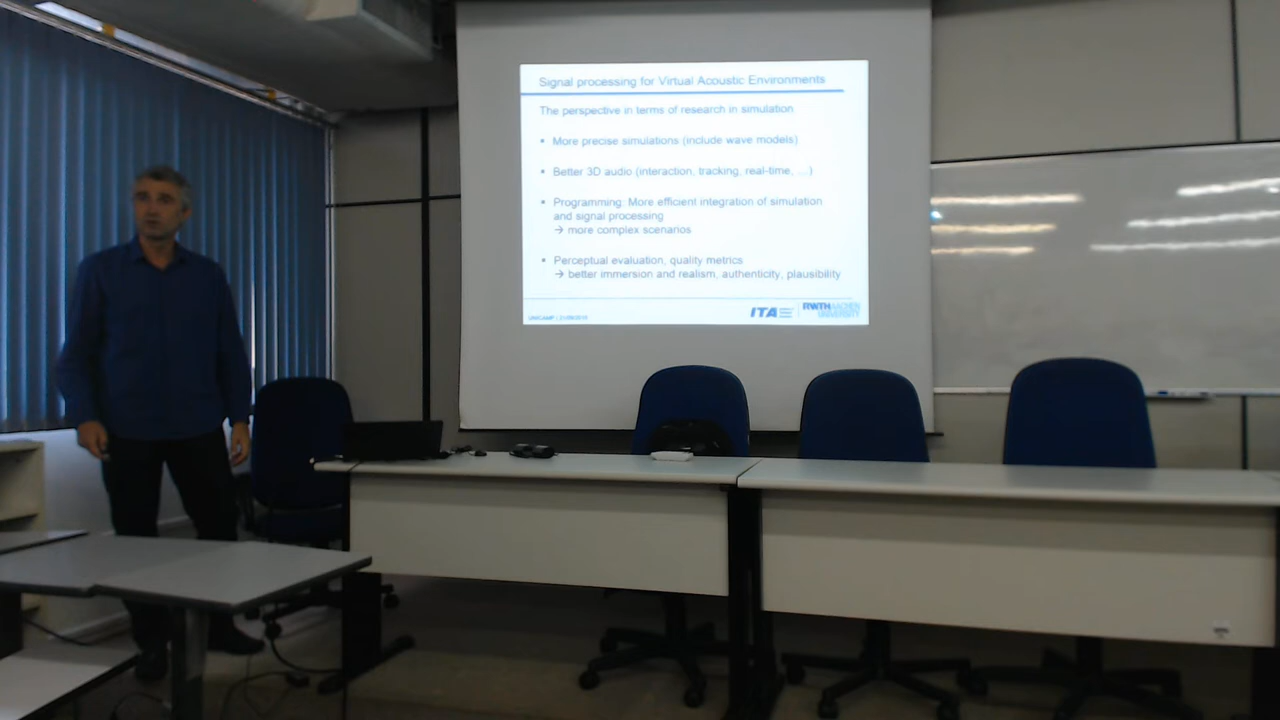 Signal processing for Virtual Acoustic Environments
The perspective in terms of research in simulation
• More precise simulations (include wave models)
• Better 3D audio (interaction, tracking, real-time, ...)
• Programming: More efficient integration of simulation
and signal processing
→ more complex scenarios
• Perceptual evaluation, quality metrics
→ better immersion and realism, authenticity, plausibility
UNICAMP |
ITA
RWTH AACHEN
UNIVERSITY